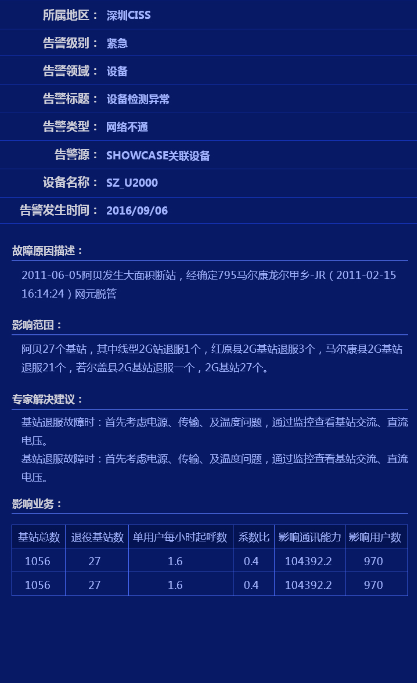 所属地区： 深圳CISS
告警级别： 紧急
告警领域： 设备
告警标题： 设备检测异常
告警类型： 网络不通
告警源： SHOWCASE关联设备
设备名称： SZ_U2000
告警发生时间： 2016/09/06
故障原因描述：
2011-06-05阿贝发生大面积断站，经确定795马尔康龙尔甲乡-JR（2011-02-15
16:14:24）网元脱管
影响范围：
阿贝27个基站，其中线型2G站退服1个，红原县2G基站退服3个，马尔康县2G基站
退服21个，若尔盖县2G基站退服一个，2G基站27个。
专家解决建议：
基站退服故障时：首先考虑电源、传输、及温度问题，通过监控查看基站交流、直流
电压。
基站退服故障时：首先考虑电源、传输、及温度问题，通过监控查看基站交流、直流
电压。
影响业务：
基站总数 退役基站数 单用户每小时起呼数 系数比 影响通讯能力 影响用户数
1056 27 1.6 0.4 104392.2 970
1056 27 1.6 0.4 104392.2 970